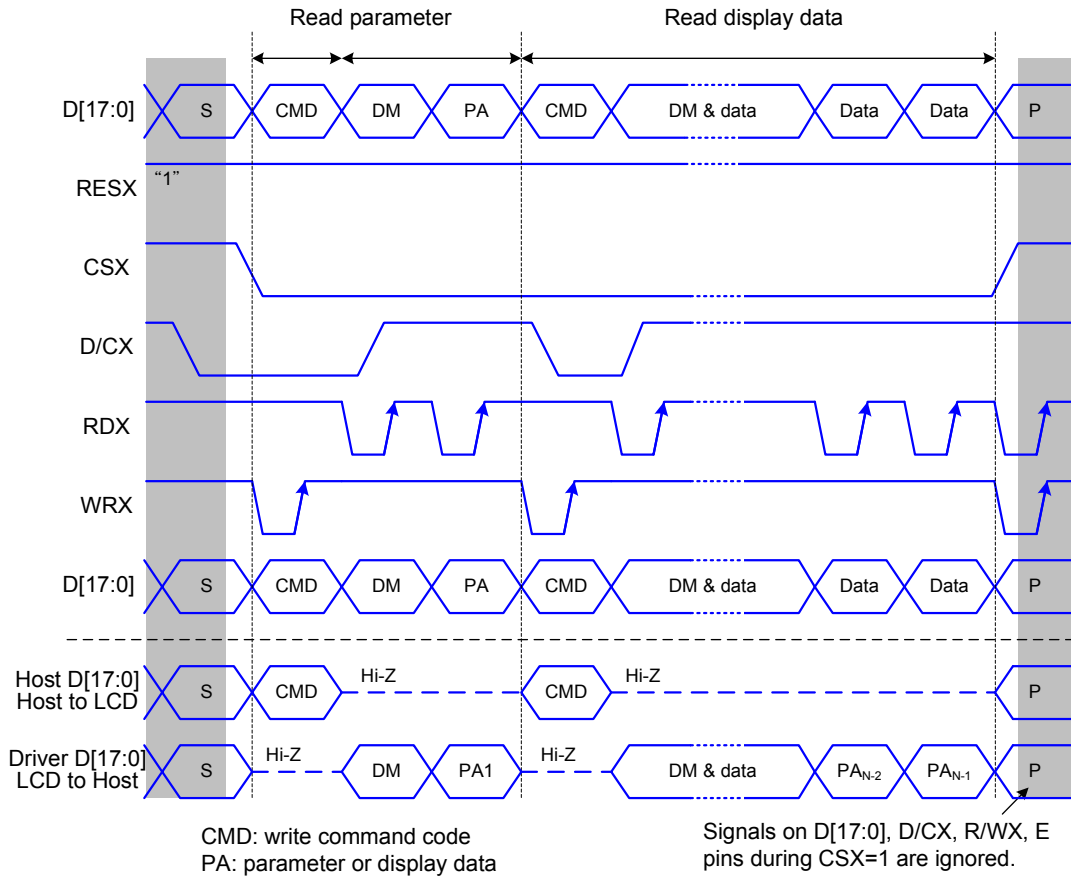 Read parameter Read display data
D[17:0] S CMD DM PA CMD DM & data Data Data P
RESX “1”
CSX
D/CX
RDX
WRX
D[17:0] S CMD DM PA CMD DM & data Data Data P
Host D[17:0]
Host to LCD S CMD Hi-Z CMD Hi-Z P
Driver D[17:0]
LCD to Host S Hi-Z DM PA1 Hi-Z DM & data PAN-2 PAN-1 P
CMD: write command code
PA: parameter or display data
Signals on D[17:0], D/CX, R/WX, E
pins during CSX=1 are ignored.